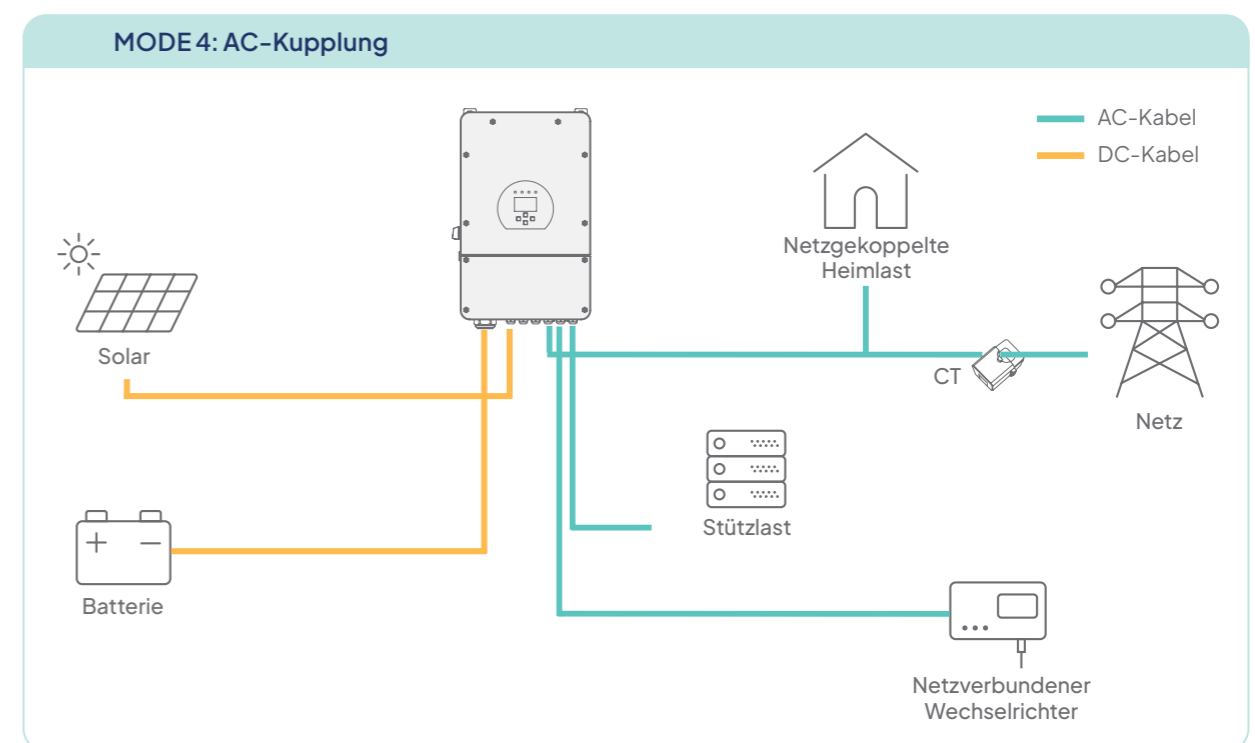 MODE 4: AC-Kupplung
AC-Kabel
DC-Kabel
Netzgekoppelte
Heimlast
Solar
CT
Netz
Stützlast
Batterie
Netzverbundener
Wechselrichter